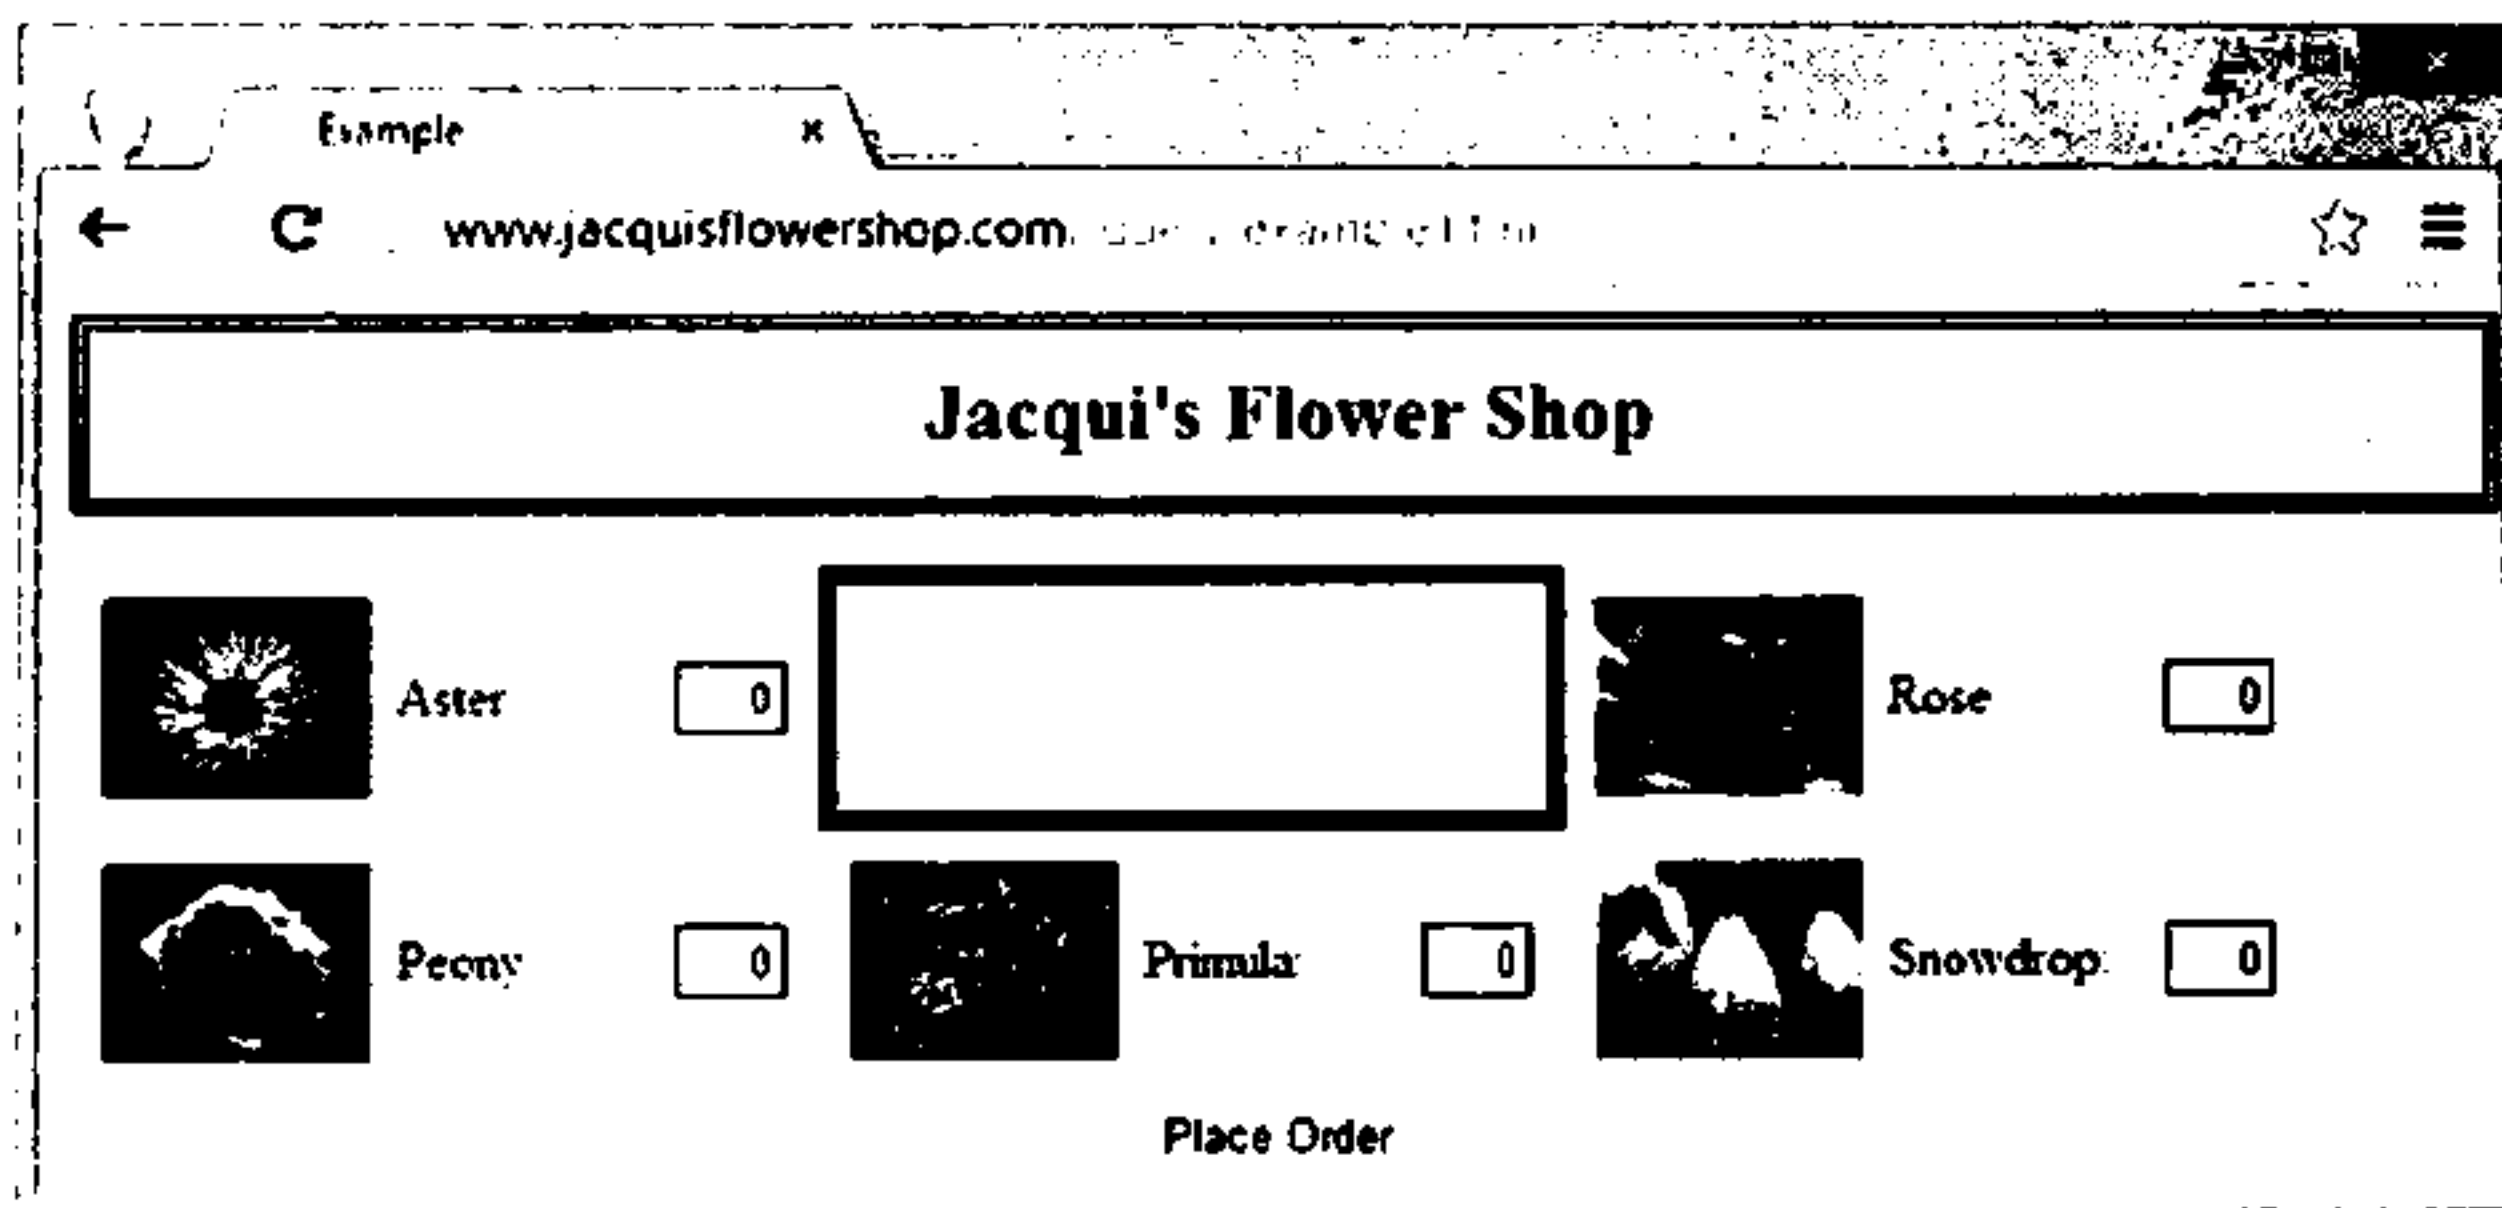 Example
www.jacquisflowershop.com
Jacqui's Flower Shop
Aster 0
Rose 0
Peony 0
Primula 0
Snowdrop: 0
Place Order